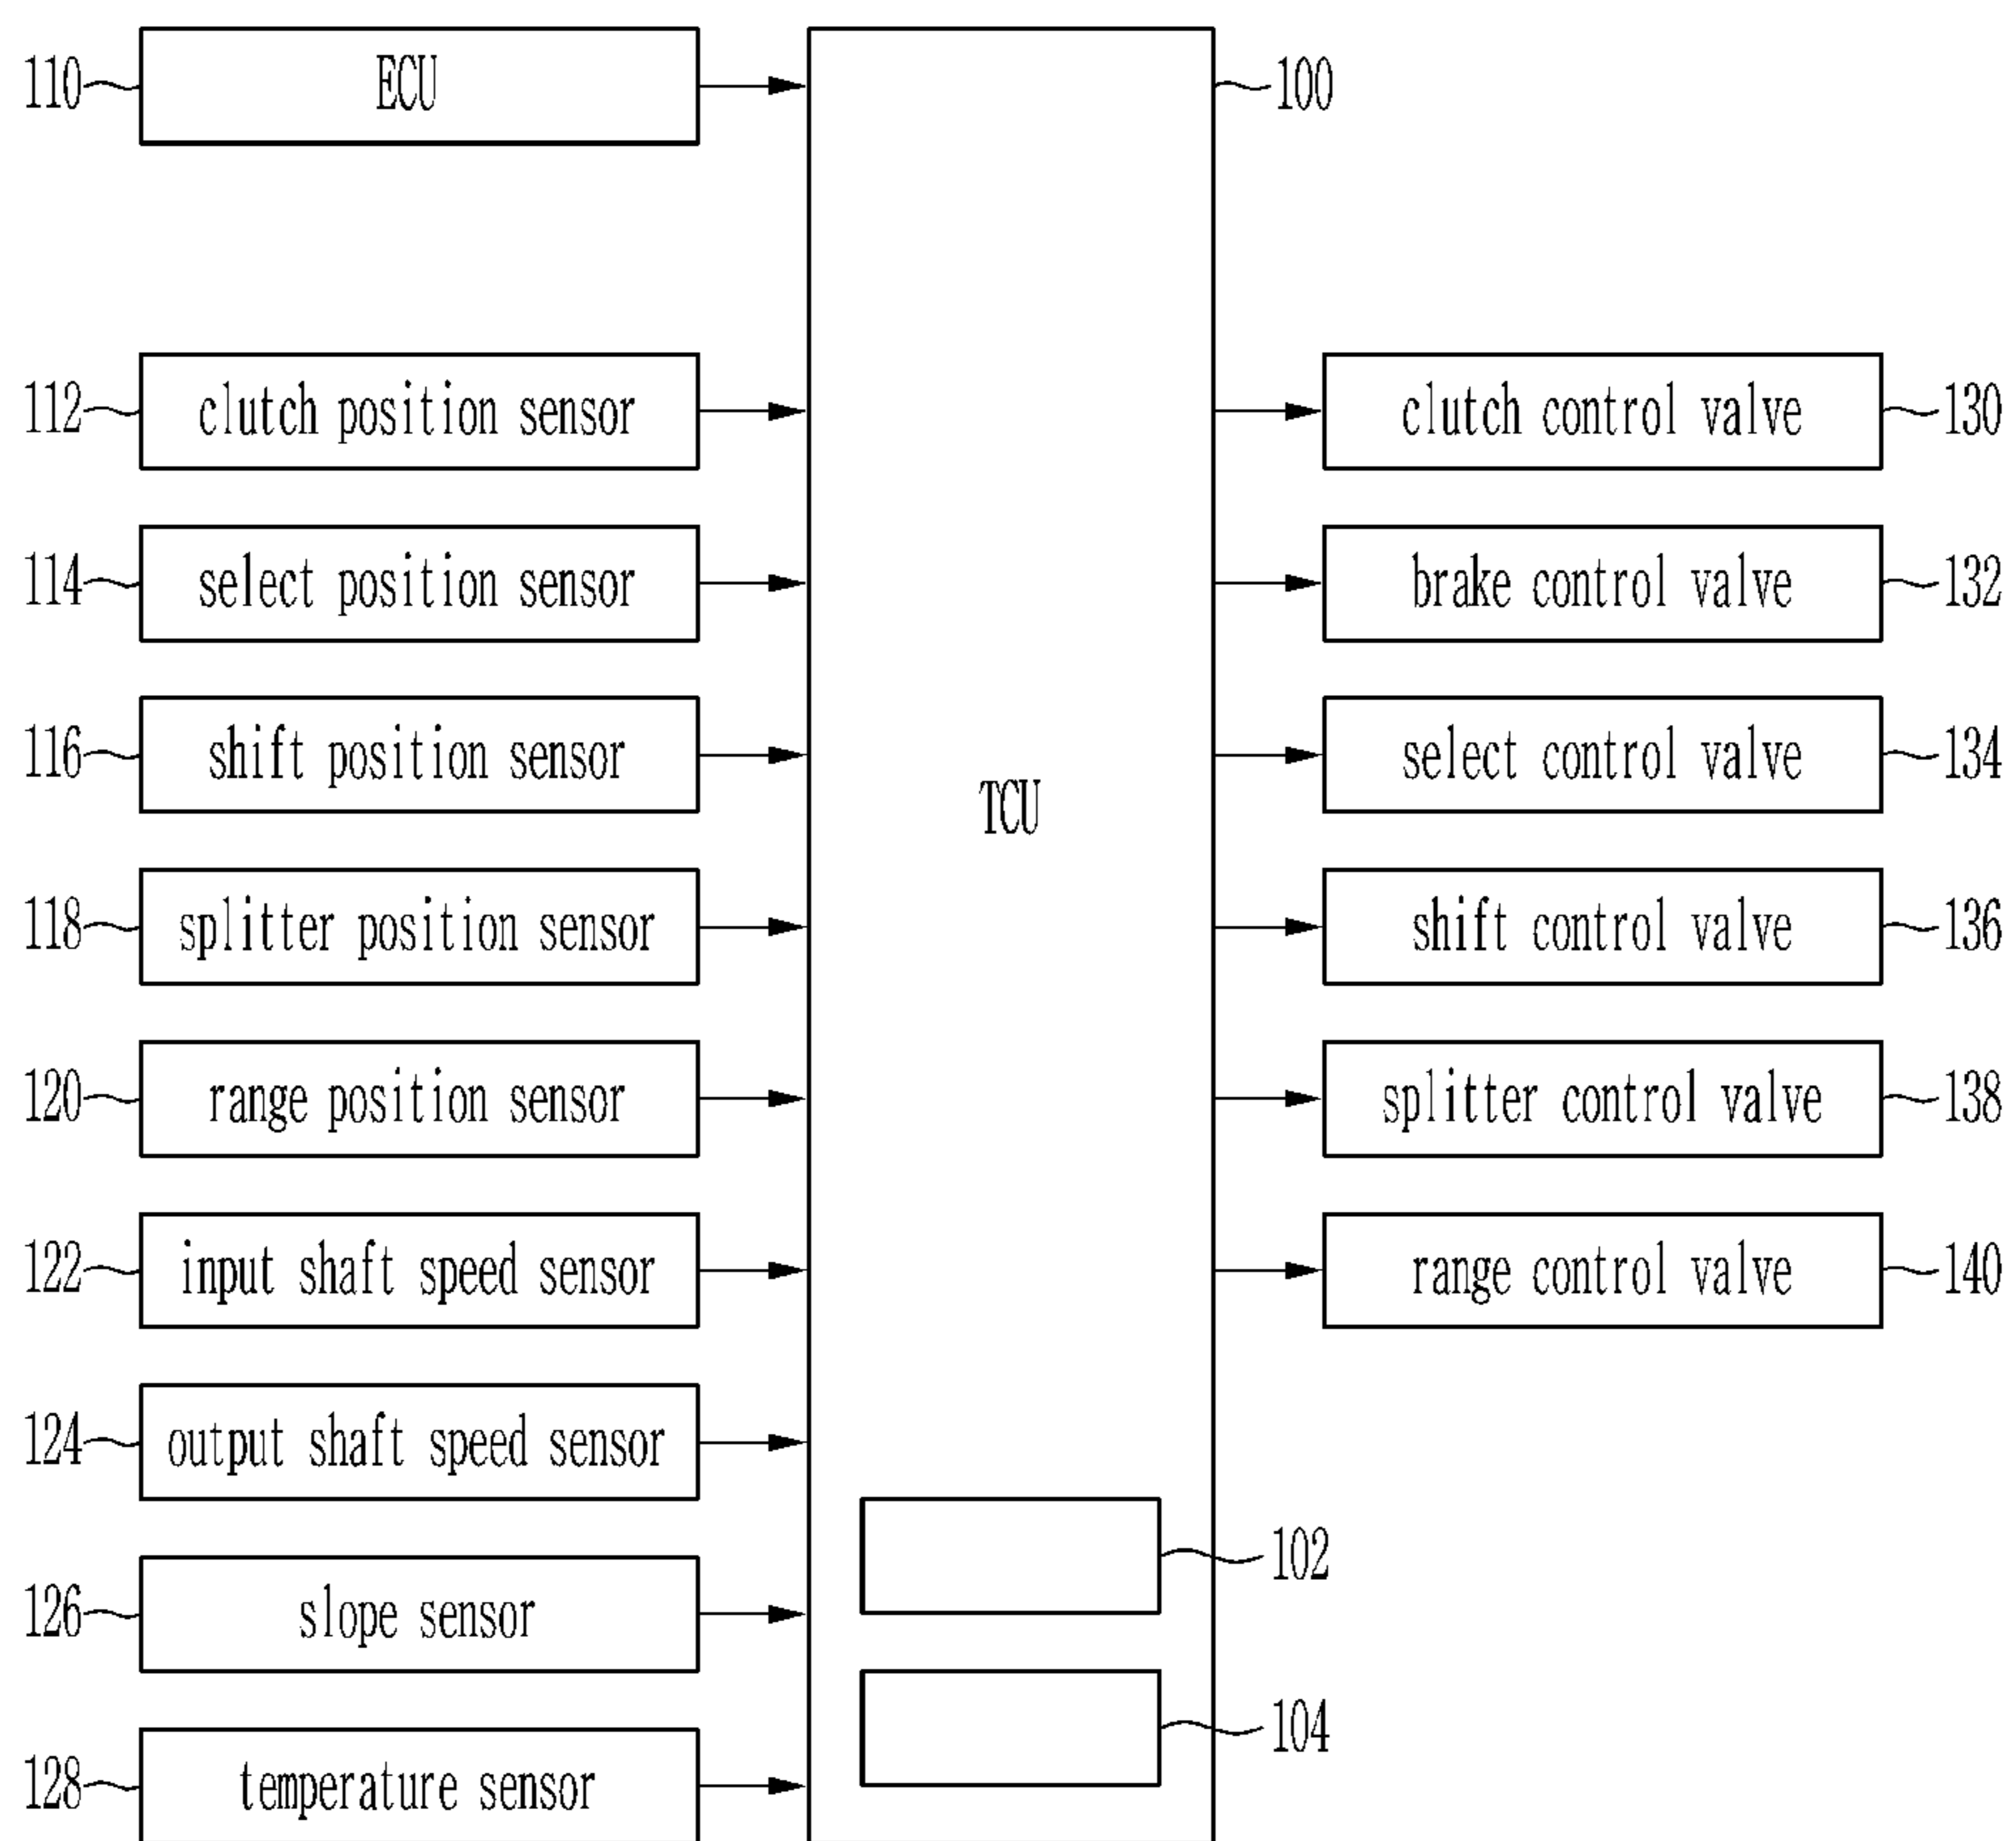 110 ECU 100
112 clutch position sensor clutch control valve 130
114 select position sensor brake control valve 132
116 shift position sensor select control valve 134
TCU
118 splitter position sensor shift control valve 136
120 range position sensor splitter control valve 138
122 input shaft speed sensor range control valve 140
124 output shaft speed sensor
102
126 slope sensor
104
128 temperature sensor